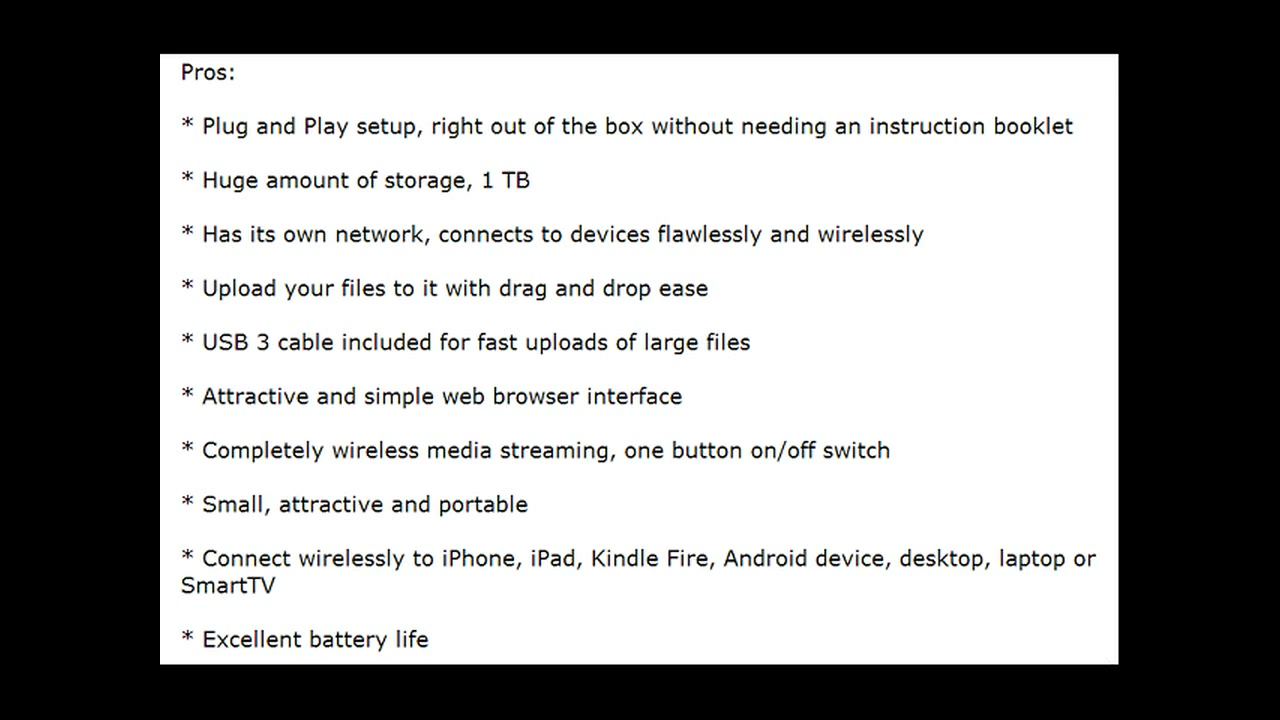 Pros:
* Plug and Play setup, right out of the box without needing an instruction booklet
* Huge amount of storage, 1 TB
* Has its own network, connects to devices flawlessly and wirelessly
* Upload your files to it with drag and drop ease
* USB 3 cable included for fast uploads of large files
* Attractive and simple web browser interface
* Completely wireless media streaming, one button on/off switch
* Small, attractive and portable
* Connect wirelessly to iPhone, iPad, Kindle Fire, Android device, desktop, laptop or
SmartTV
* Excellent battery life